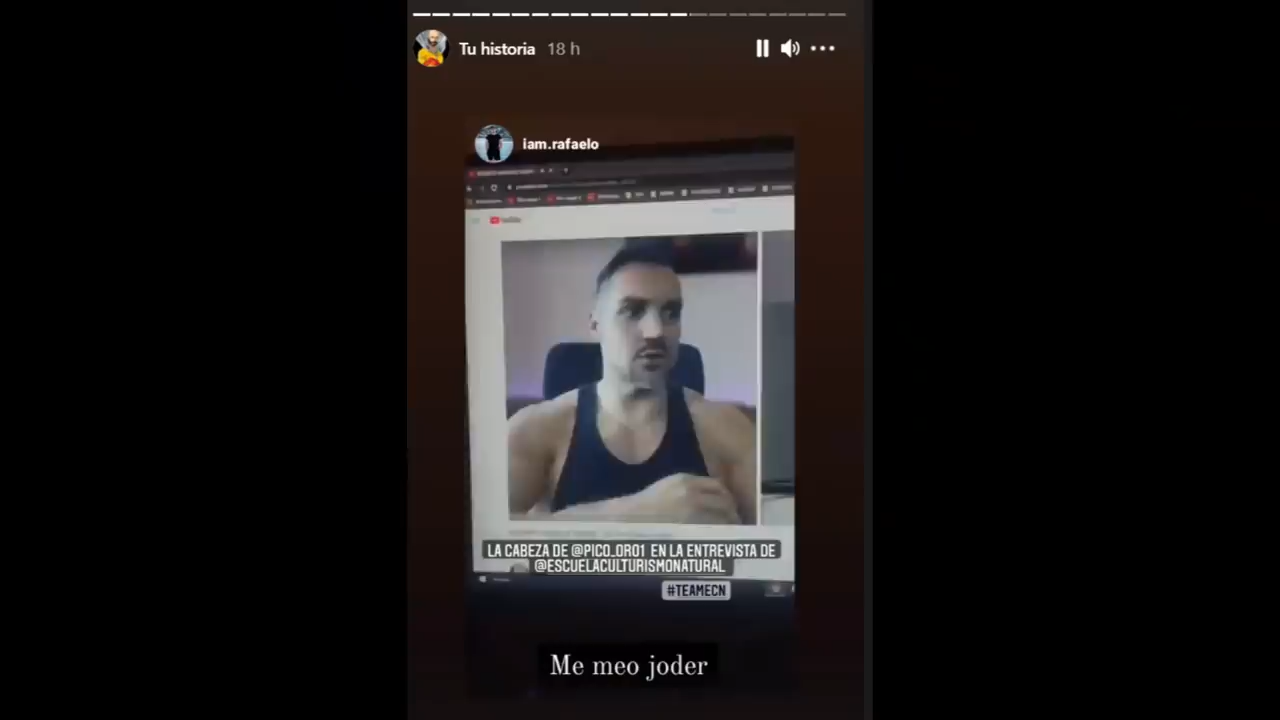 Tu historia 18 h
iam.rafaelo
LA CABEZA DE @PICO_ORO1 EN LA ENTREVISTA DE
@ESCUELACULTURISMONATURAL
#TEAMECN
Me meo joder